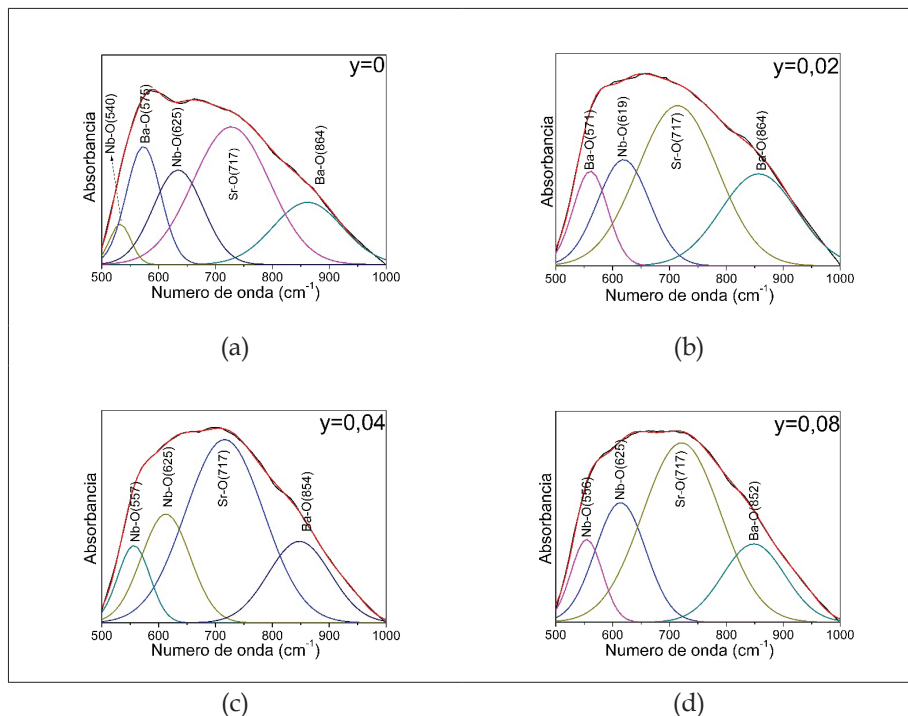 y=0
Nb-O(540)
Ba-O(575)
Nb-O(625)
Sr-O(717)
Ba-O(864)
Absorbancia
500 600 700 800 900 1000
Numero de onda (cm-1)
(a)
y=0,02
Ba-O(571)
Nb-O(619)
Sr-O(717)
Ba-O(864)
Absorbancia
500 600 700 800 900 1000
Numero de onda (cm-1)
(b)
y=0,04
Nb-O(557)
Nb-O(625)
Sr-O(717)
Ba-O(854)
Absorbancia
500 600 700 800 900 1000
Numero de onda (cm-1)
(c)
y=0,08
Nb-O(556)
Nb-O(625)
Sr-O(717)
Ba-O(852)
Absorbancia
500 600 700 800 900 1000
Numero de onda (cm-1)
(d)